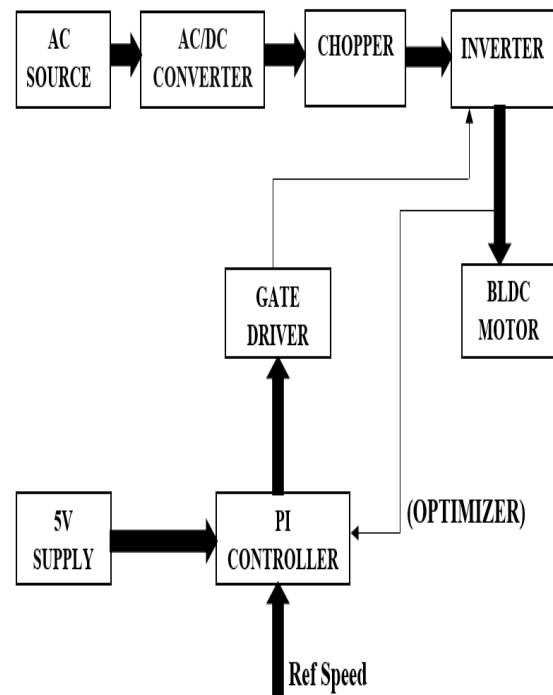 AC
SOURCE
AC/DC
CONVERTER
CHOPPER
INVERTER
GATE
DRIVER
BLDC
MOTOR
5V
SUPPLY
PI
CONTROLLER
(OPTIMIZER)
Ref Speed